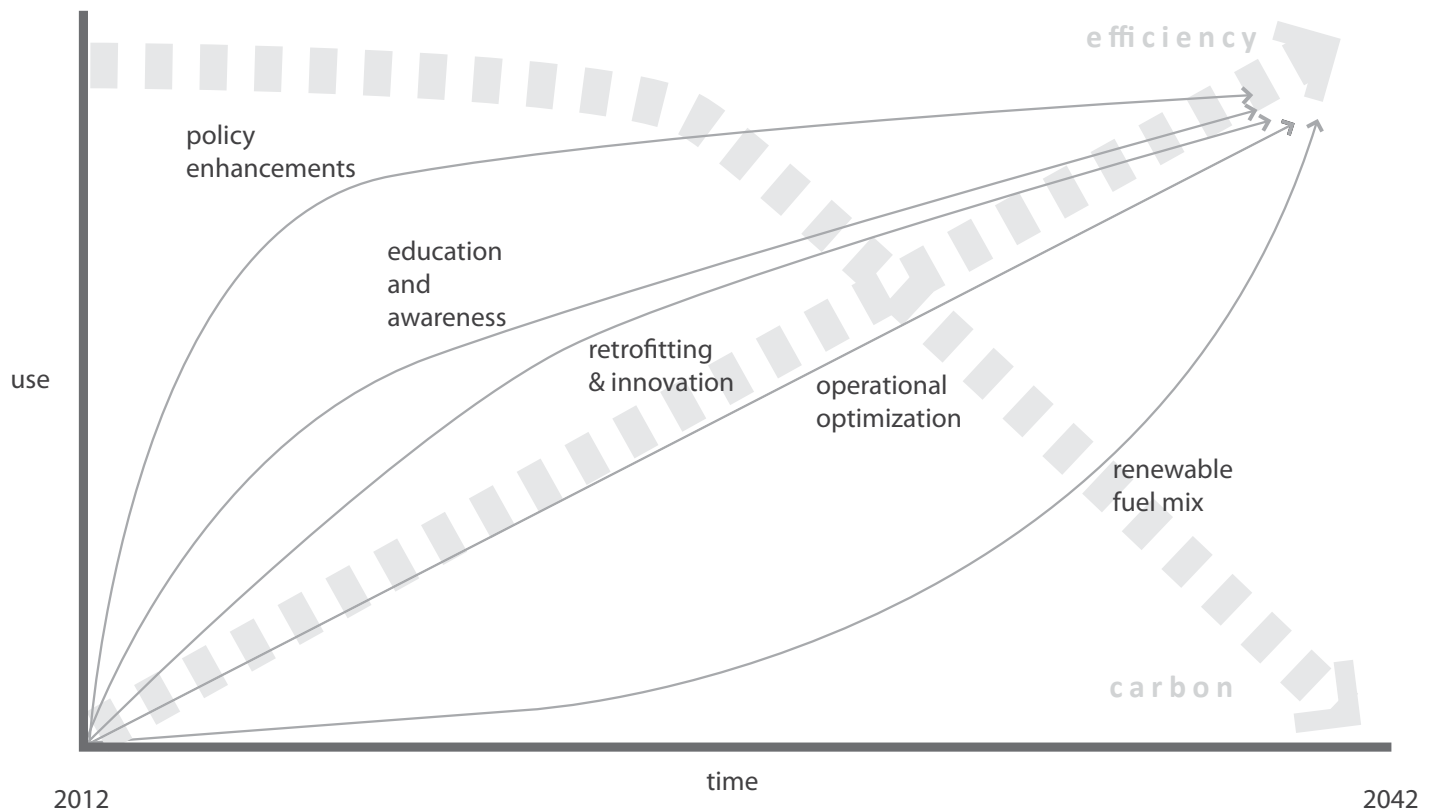 efficiency
policy
enhancements
education
and
awareness
retrofitting
& innovation
use
operational
optimization
renewable
fuel mix
carbon
time
2012
2042